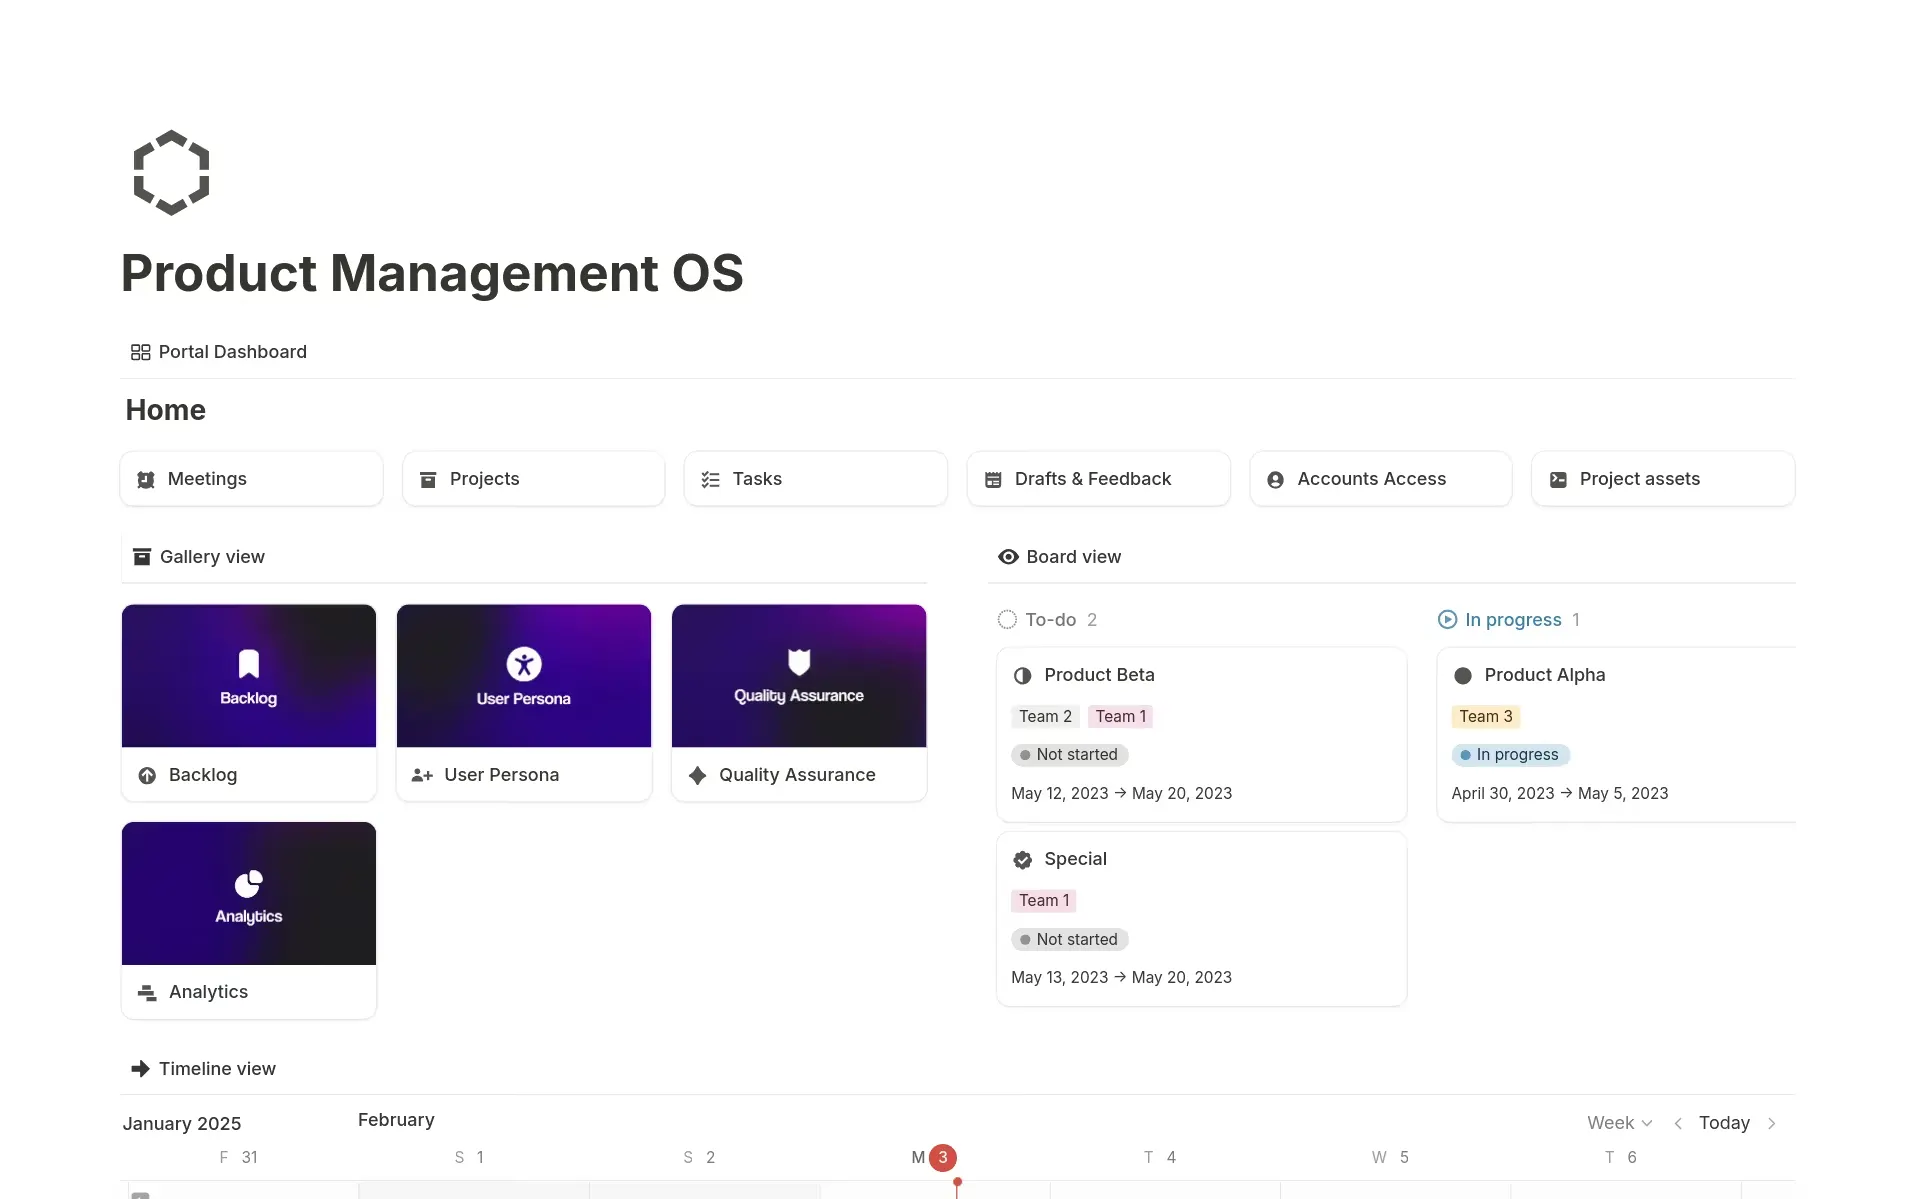 Product Management OS
Portal Dashboard
Home
Meetings
Projects
Tasks
Drafts & Feedback
Accounts Access
Project assets
Gallery view
Backlog
User Persona
Quality Assurance
Backlog
User Persona
Quality Assurance
Analytics
Analytics
Board view
To-do 2
Product Beta
Team 2 Team 1
Not started
May 12, 2023 → May 20, 2023
Special
Team 1
Not started
May 13, 2023 → May 20, 2023
In progress 1
Product Alpha
Team 3
In progress
April 30, 2023 → May 5, 2023
Timeline view
January 2025 February Week Today
F 31 S 1 S 2 M 3 T 4 W 5 T 6